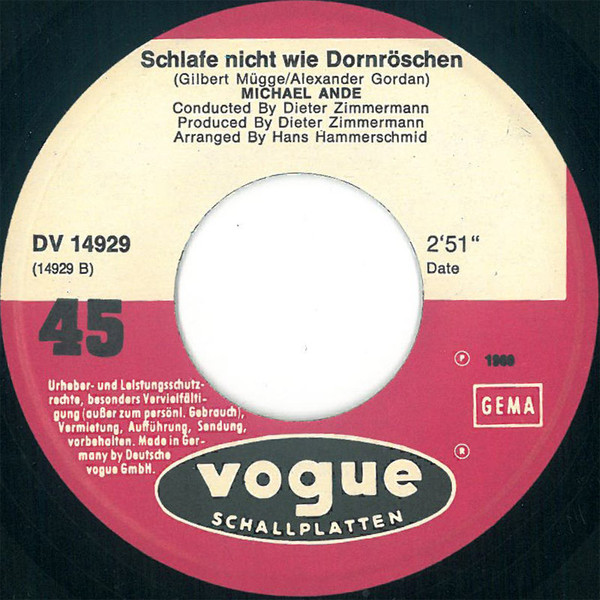 Schlafe nicht wie Dornröschen
(Gilbert Mügge/Alexander Gordan)
MICHAEL ANDE
Conducted By Dieter Zimmermann
Produced By Dieter Zimmermann
Arranged By Hans Hammerschmid
DV 14929
(14929 B)
2'51"
Date
45
Ⓟ
GEMA
Urheber- und Leistungsschutz-
rechte, besonders Vervielfälti-
gung (außer zum persönl. Gebrauch),
Vermietung, Aufführung, Sendung,
vorbehalten. Made in Ger-
many by Deutsche
vogue GmbH.
®
vogue
SCHALLPLATTEN